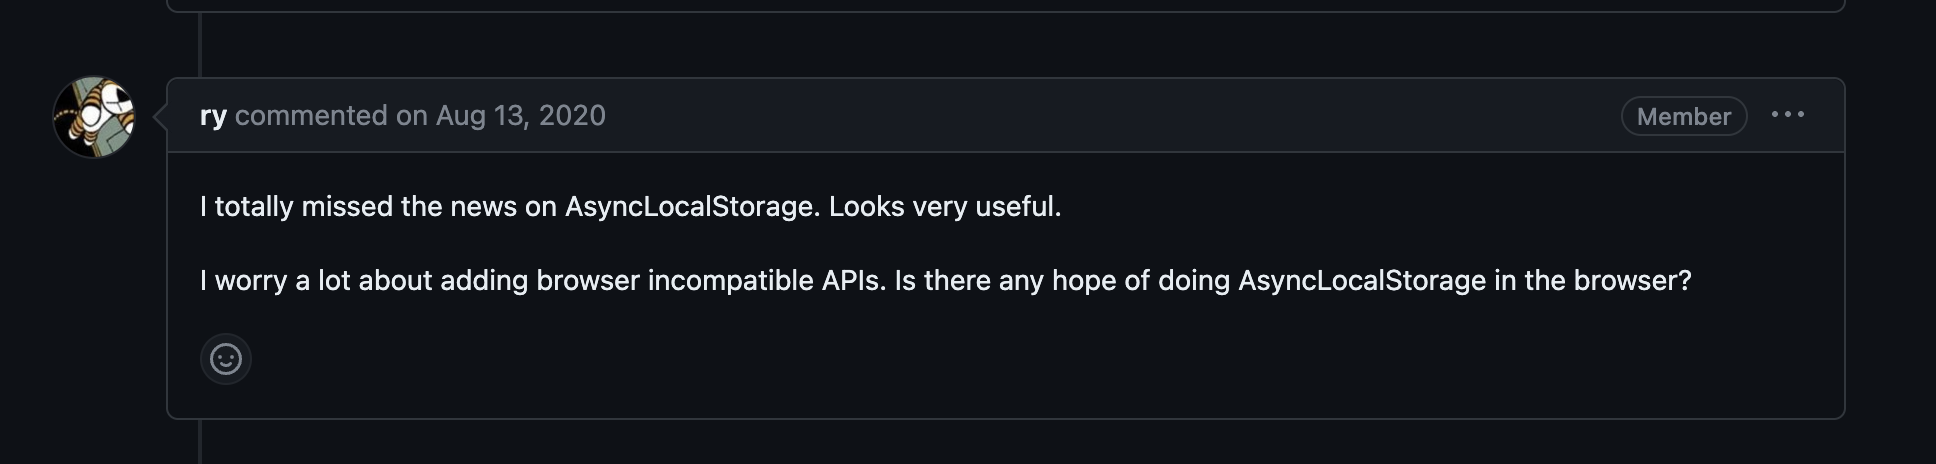 ry commented on Aug 13, 2020
Member
I totally missed the news on AsyncLocalStorage. Looks very useful.
I worry a lot about adding browser incompatible APIs. Is there any hope of doing AsyncLocalStorage in the browser?